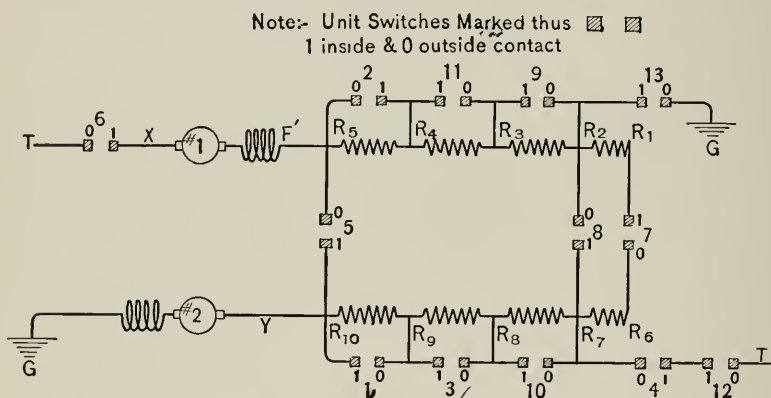 Note:- Unit Switches Marked thus
1 inside & 0 outside contact
2 11 9 13
0 1 1 0 1 0 1 0
6
0 1
T X #1 F' R5 R4 R3 R2 R1
G
0 0 1
5 8 7
1 1 0
#2 Y
R10 R9 R8 R7 R6
G
T
1 0 1 0 1 0 0 1 1 0
1 3 10 4 12